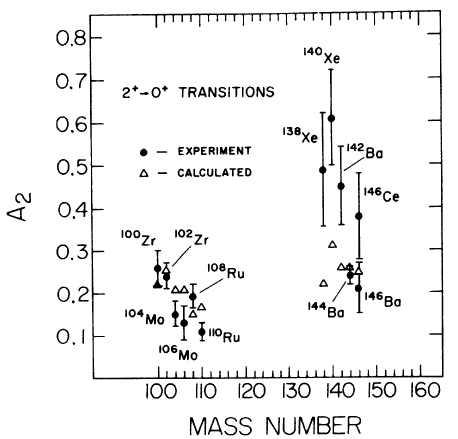 0.8
0.7
0.6
0.5
0.4
0.3
0.2
0.1
A₂
2⁺→0⁺ TRANSITIONS
● — EXPERIMENT
△ — CALCULATED
¹⁴⁰Xe
¹³⁸Xe
¹⁴²Ba
¹⁴⁶Ce
¹⁰⁰Zr
¹⁰²Zr
¹⁰⁸Ru
¹⁰⁴Mo
¹⁰⁶Mo
¹¹⁰Ru
¹⁴⁴Ba
¹⁴⁶Ba
100 110 120 130 140 150 160
MASS NUMBER